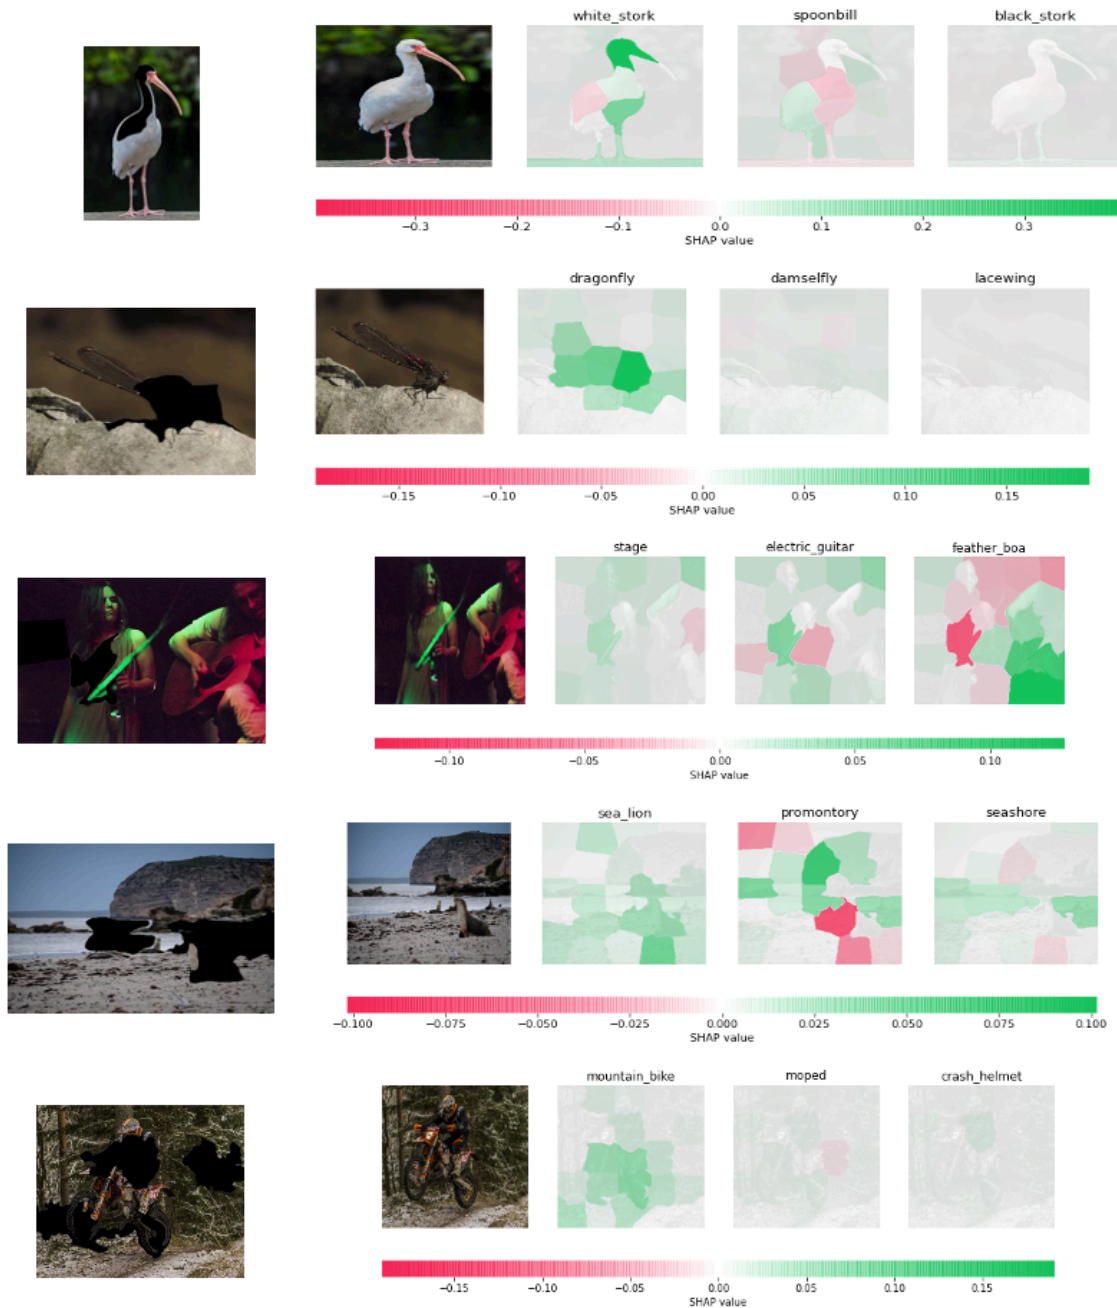 white_stork spoonbill black_stork
−0.3 −0.2 −0.1 0.0 0.1 0.2 0.3
SHAP value
dragonfly damselfly lacewing
−0.15 −0.10 −0.05 0.00 0.05 0.10 0.15
SHAP value
stage electric_guitar feather_boa
−0.10 −0.05 0.00 0.05 0.10
SHAP value
sea_lion promontory seashore
−0.100 −0.075 −0.050 −0.025 0.000 0.025 0.050 0.075 0.100
SHAP value
mountain_bike moped crash_helmet
−0.15 −0.10 −0.05 0.00 0.05 0.10 0.15
SHAP value